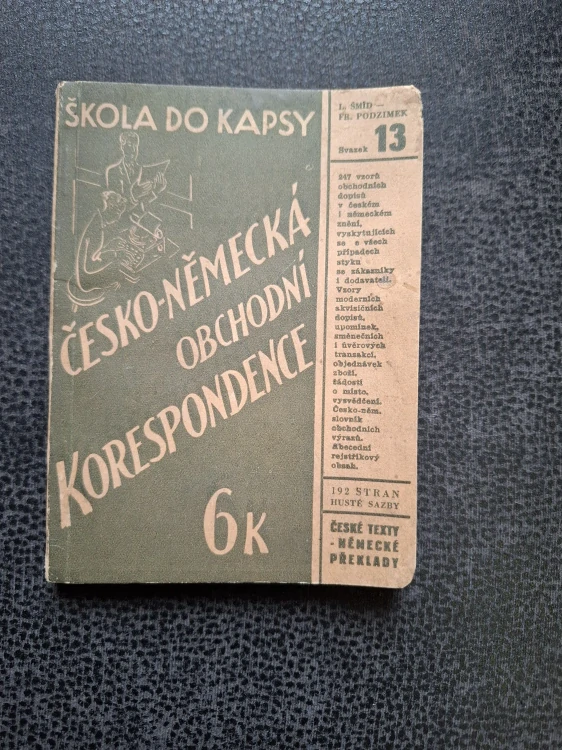 ŠKOLA DO KAPSY
ČESKO-NĚMECKÁ
OBCHODNÍ
KORESPONDENCE
6K
L. ŠMÍD —
FR. PODZIMEK
Svazek 13
247 vzorů
obchodních
dopisů
v českém
i německém
znění,
vyskytujících
se v všech
případech
styku
se zákazníky
i dodavateli.
Vzory
moderních
akvisičních
dopisů,
upomínek,
směnečních
i úvěrových
transakcí,
objednávek
zboží,
žádostí
o místo,
vysvědčení.
Česko-něm.
slovník
obchodních
výrazů.
Abecední
rejstříkový
obsah.
192 STRAN
HUSTÉ SAZBY
ČESKÉ TEXTY
- NĚMECKÉ
PŘEKLADY